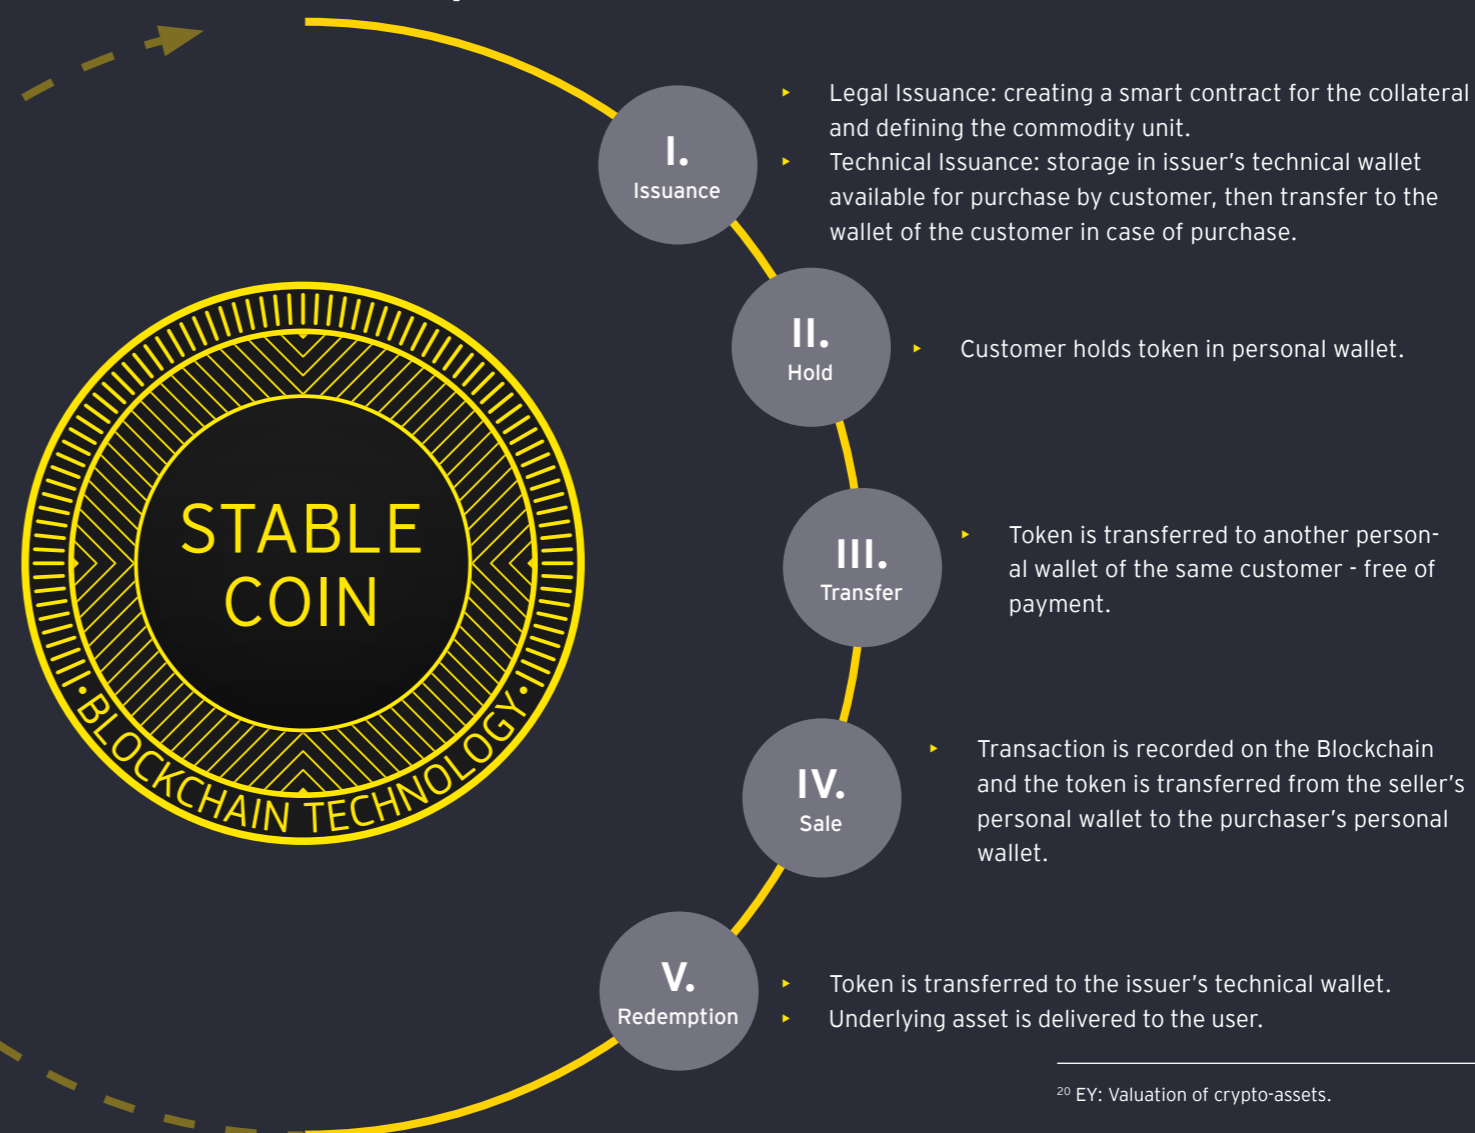 I.
Issuance
Legal Issuance: creating a smart contract for the collateral
and defining the commodity unit.
Technical Issuance: storage in issuer’s technical wallet
available for purchase by customer, then transfer to the
wallet of the customer in case of purchase.
II.
Hold
Customer holds token in personal wallet.
STABLE
COIN
BLOCKCHAIN TECHNOLOGY
III.
Transfer
Token is transferred to another person-
al wallet of the same customer - free of
payment.
IV.
Sale
Transaction is recorded on the Blockchain
and the token is transferred from the seller’s
personal wallet to the purchaser’s personal
wallet.
V.
Redemption
Token is transferred to the issuer’s technical wallet.
Underlying asset is delivered to the user.
20 EY: Valuation of crypto-assets.